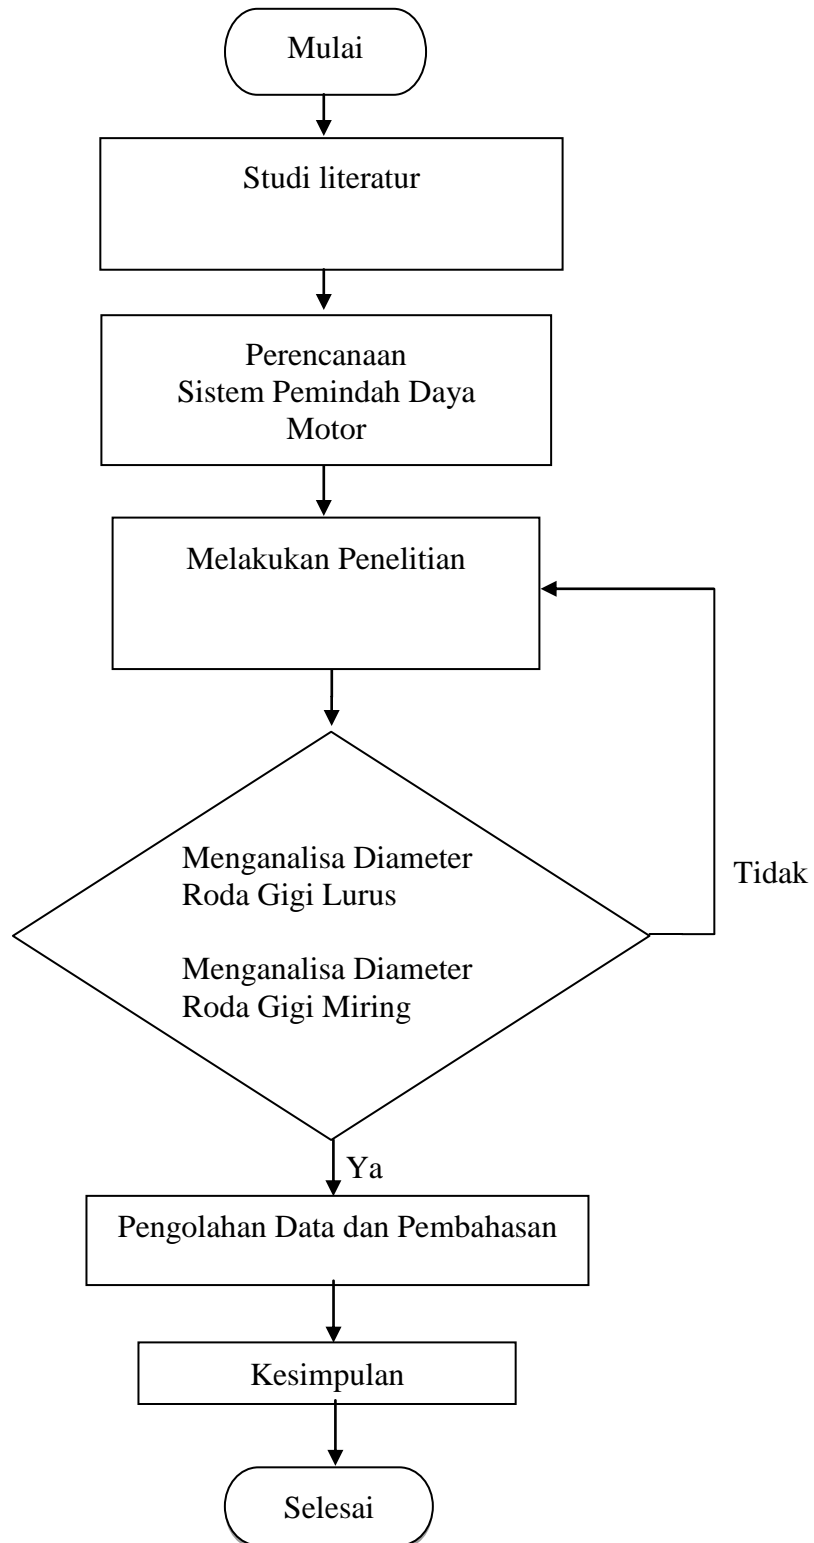 Mulai
Studi literatur
Perencanaan
Sistem Pemindah Daya
Motor
Melakukan Penelitian
Menganalisa Diameter
Roda Gigi Lurus
Menganalisa Diameter
Roda Gigi Miring
Tidak
Ya
Pengolahan Data dan Pembahasan
Kesimpulan
Selesai